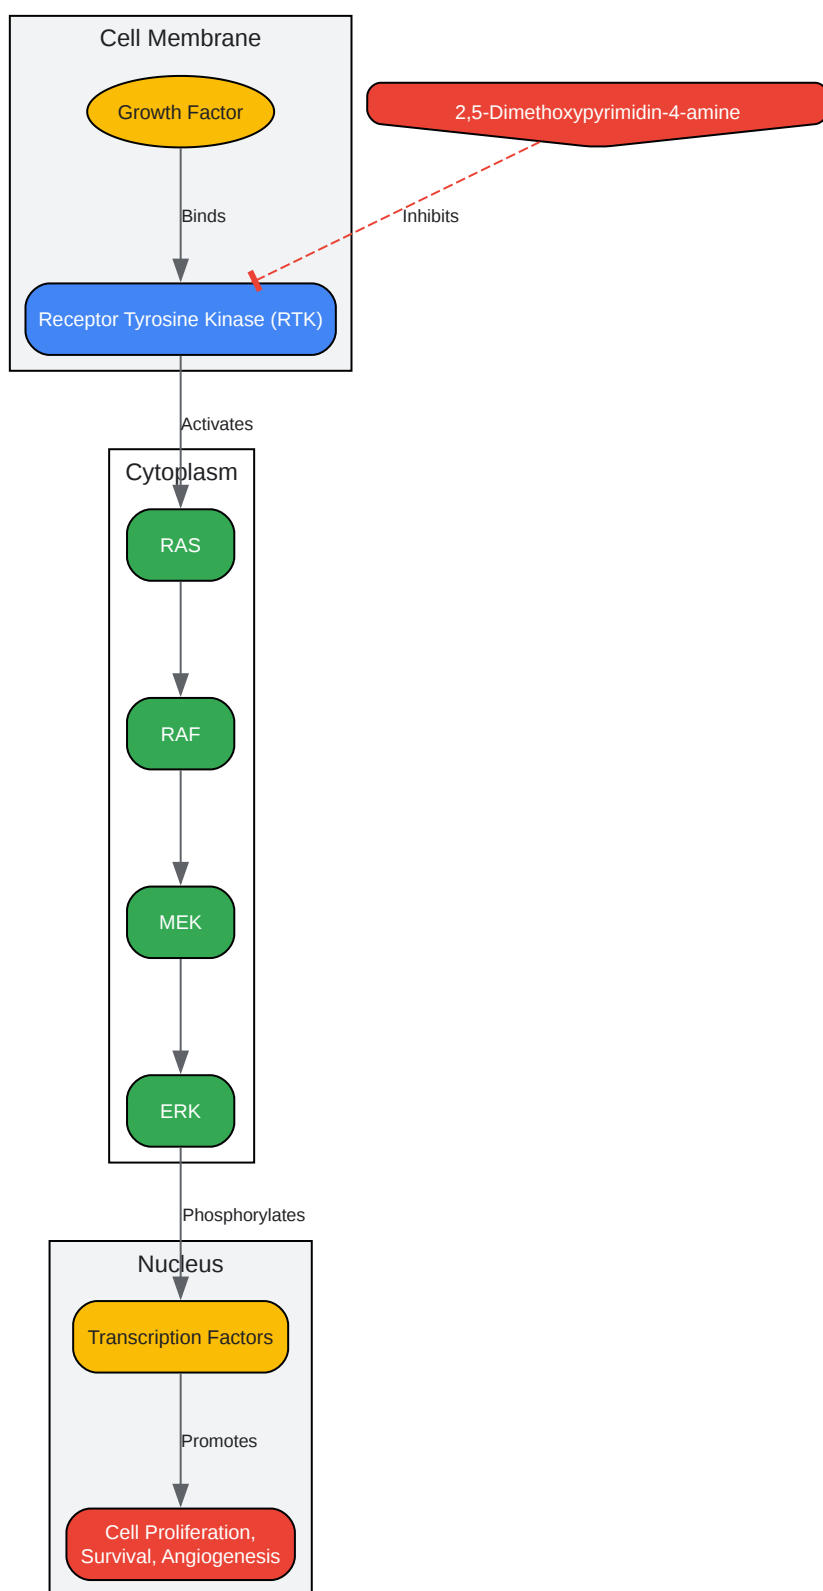 Cell Membrane
Growth Factor
2,5-Dimethoxypyrimidin-4-amine
Binds
Inhibits
Receptor Tyrosine Kinase (RTK)
Activates
Cytoplasm
RAS
RAF
MEK
ERK
Phosphorylates
Nucleus
Transcription Factors
Promotes
Cell Proliferation,
Survival, Angiogenesis